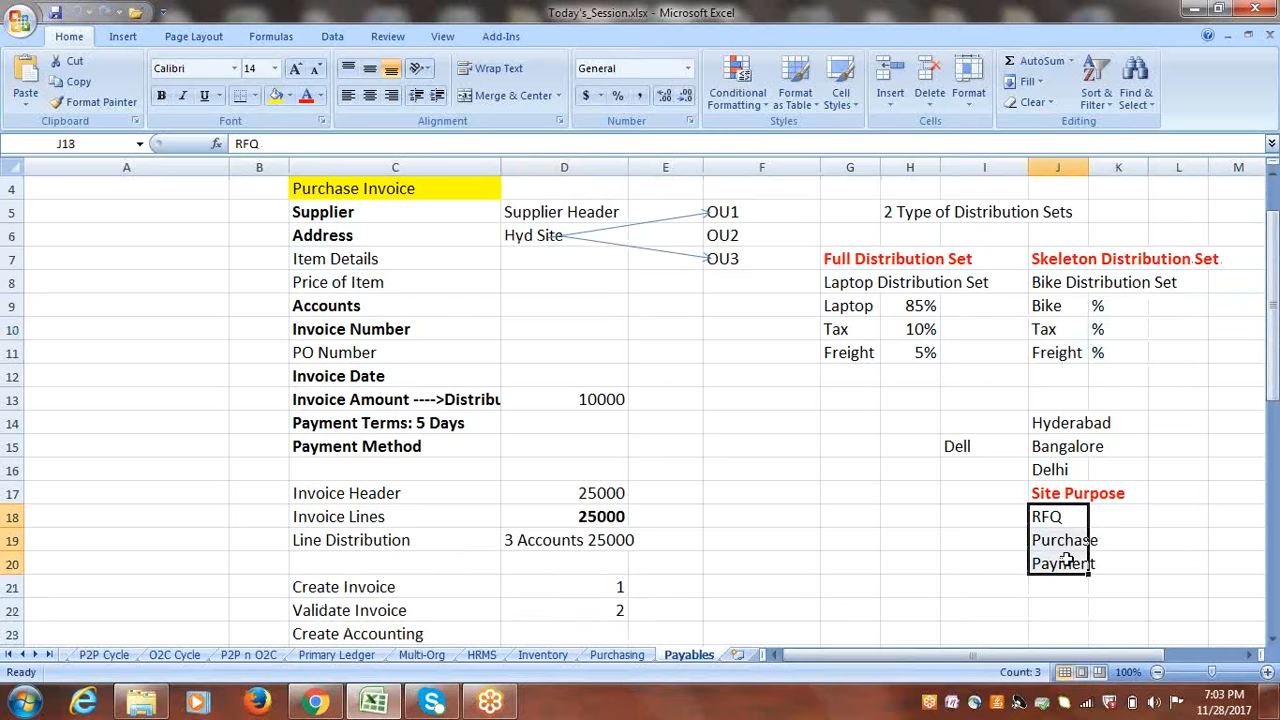 Today's_Session.xlsx - Microsoft Excel
Home Insert Page Layout Formulas Data Review View Add-Ins
Paste
Cut
Copy
Format Painter
Clipboard
Calibri 14
B I U
Font
Wrap Text
Merge & Center
Alignment
General
$ % ,
Number
Conditional Formatting
Format as Table
Cell Styles
Styles
Insert Delete Format
Cells
AutoSum
Fill
Clear
Sort & Filter
Find & Select
Editing
J18 fx RFQ
A B C D E F G H I J K L M
4 Purchase Invoice
5 Supplier Supplier Header OU1 2 Type of Distribution Sets
6 Address Hyd Site OU2
7 Item Details OU3 Full Distribution Set Skeleton Distribution Set
8 Price of Item Laptop Distribution Set Bike Distribution Set
9 Accounts Laptop 85% Bike %
10 Invoice Number Tax 10% Tax %
11 PO Number Freight 5% Freight %
12 Invoice Date
13 Invoice Amount ---->Distribu 10000
14 Payment Terms: 5 Days Hyderabad
15 Payment Method Dell Bangalore
16 Delhi
17 Invoice Header 25000 Site Purpose
18 Invoice Lines 25000 RFQ
19 Line Distribution 3 Accounts 25000 Purchase
20 Payment
21 Create Invoice 1
22 Validate Invoice 2
23 Create Accounting
P2P Cycle O2C Cycle P2P n O2C Primary Ledger Multi-Org HRMS Inventory Purchasing Payables
Ready Count: 3 100%
7:03 PM
11/28/2017